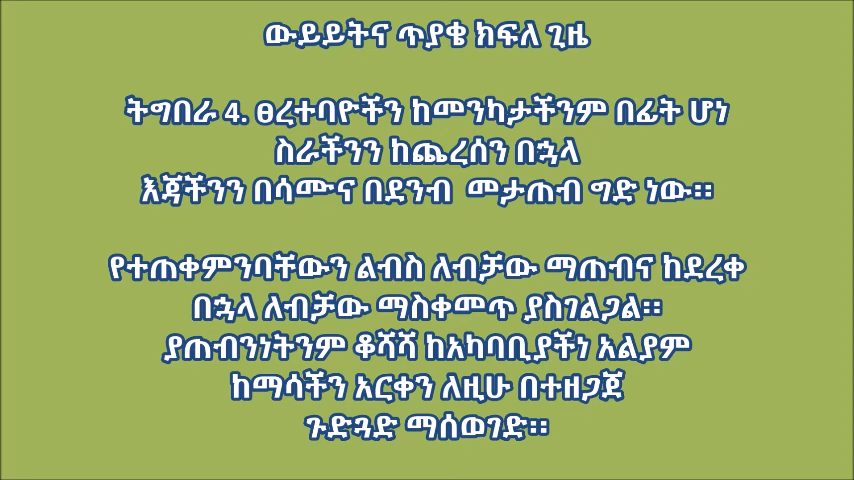 ውይይትና ጥያቄ ክፍለ ጊዜ
ትግበራ 4. ፀረተባዮችን ከመንካታችንም በፊት ሆነ
ስራችንን ከጨረሰን በኋላ
እጃችንን በሳሙና በደንብ መታጠብ ግድ ነው።
የተጠቀምንባቸውን ልብስ ለብቻው ማጠብና ከደረቀ
በኋላ ለብቻው ማስቀመጥ ያስገልጋል።
ያጠብንነትንም ቆሻሻ ከአካባቢያችነ አልያም
ከማሳችን አርቀን ለዚሁ በተዘጋጀ
ጉድጓድ ማሰወገድ።